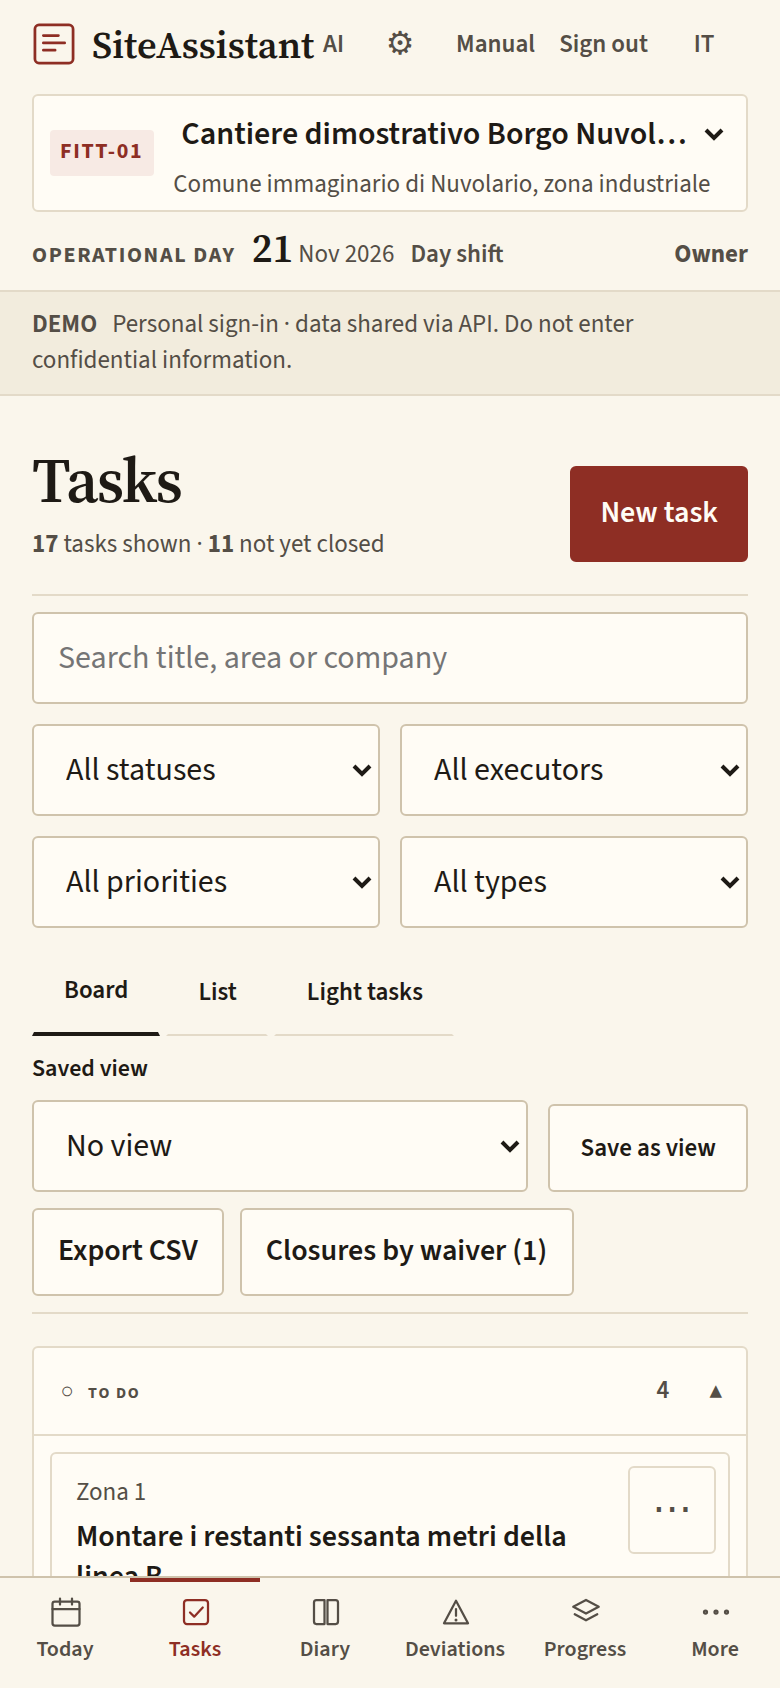 SiteAssistant AI ⚙ Manual Sign out IT
FITT-01 Cantiere dimostrativo Borgo Nuvol…
Comune immaginario di Nuvolario, zona industriale
OPERATIONAL DAY 21 Nov 2026 Day shift Owner
DEMO Personal sign-in · data shared via API. Do not enter
confidential information.
Tasks
New task
17 tasks shown · 11 not yet closed
Search title, area or company
All statuses All executors
All priorities All types
Board List Light tasks
Saved view
No view Save as view
Export CSV Closures by waiver (1)
○ TO DO 4 ▲
Zona 1 ...
Montare i restanti sessanta metri della
linea B
Today Tasks Diary Deviations Progress More